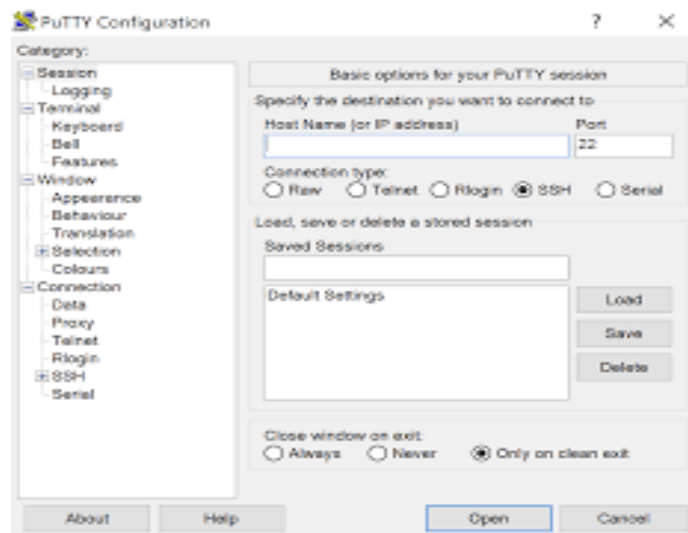 PuTTY Configuration
? ×
Category:
Session
Logging
Terminal
Keyboard
Bell
Features
Window
Appearance
Behaviour
Translation
Selection
Colours
Connection
Data
Proxy
Telnet
Rlogin
SSH
Serial
Basic options for your PuTTY session
Specify the destination you want to connect to
Host Name (or IP address) Port
22
Connection type:
Raw Telnet Rlogin SSH Serial
Load, save or delete a stored session
Saved Sessions
Default Settings
Load
Save
Delete
Close window on exit:
Always Never Only on clean exit
About Help Open Cancel